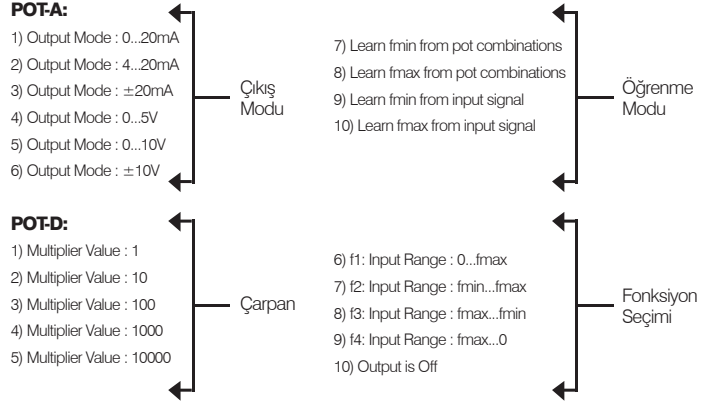 POT-A:
1) Output Mode : 0...20mA
2) Output Mode : 4...20mA
3) Output Mode : ±20mA
4) Output Mode : 0...5V
5) Output Mode : 0...10V
6) Output Mode : ±10V
Çıkış
Modu
7) Learn fmin from pot combinations
8) Learn fmax from pot combinations
9) Learn fmin from input signal
10) Learn fmax from input signal
Öğrenme
Modu
POT-D:
1) Multiplier Value : 1
2) Multiplier Value : 10
3) Multiplier Value : 100
4) Multiplier Value : 1000
5) Multiplier Value : 10000
Çarpan
6) f1: Input Range : 0...fmax
7) f2: Input Range : fmin...fmax
8) f3: Input Range : fmax...fmin
9) f4: Input Range : fmax...0
10) Output is Off
Fonksiyon
Seçimi